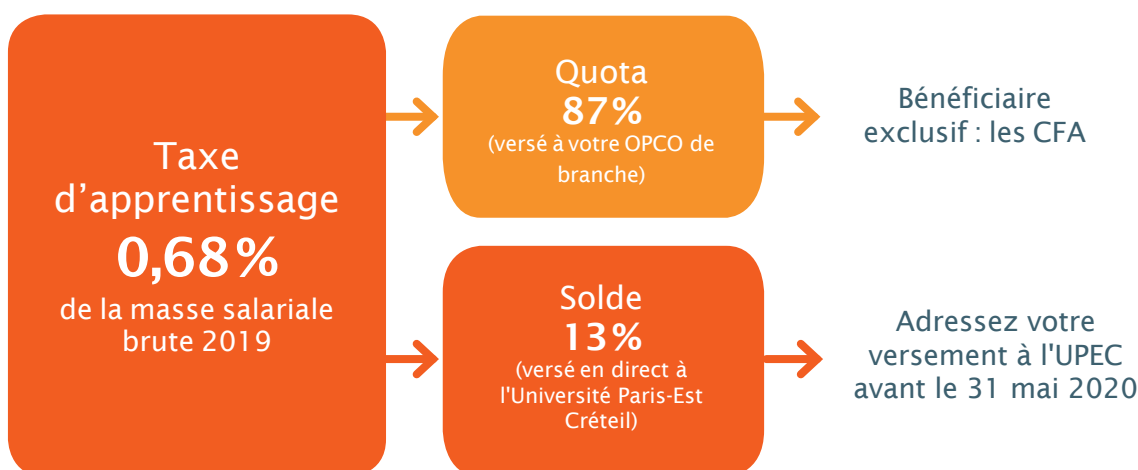 Taxe
d’apprentissage
0,68%
de la masse salariale
brute 2019
Quota
87%
(versé à votre OPCO de
branche)
Bénéficiaire
exclusif : les CFA
Solde
13%
(versé en direct à
l'Université Paris-Est
Créteil)
Adressez votre
versement à l'UPEC
avant le 31 mai 2020